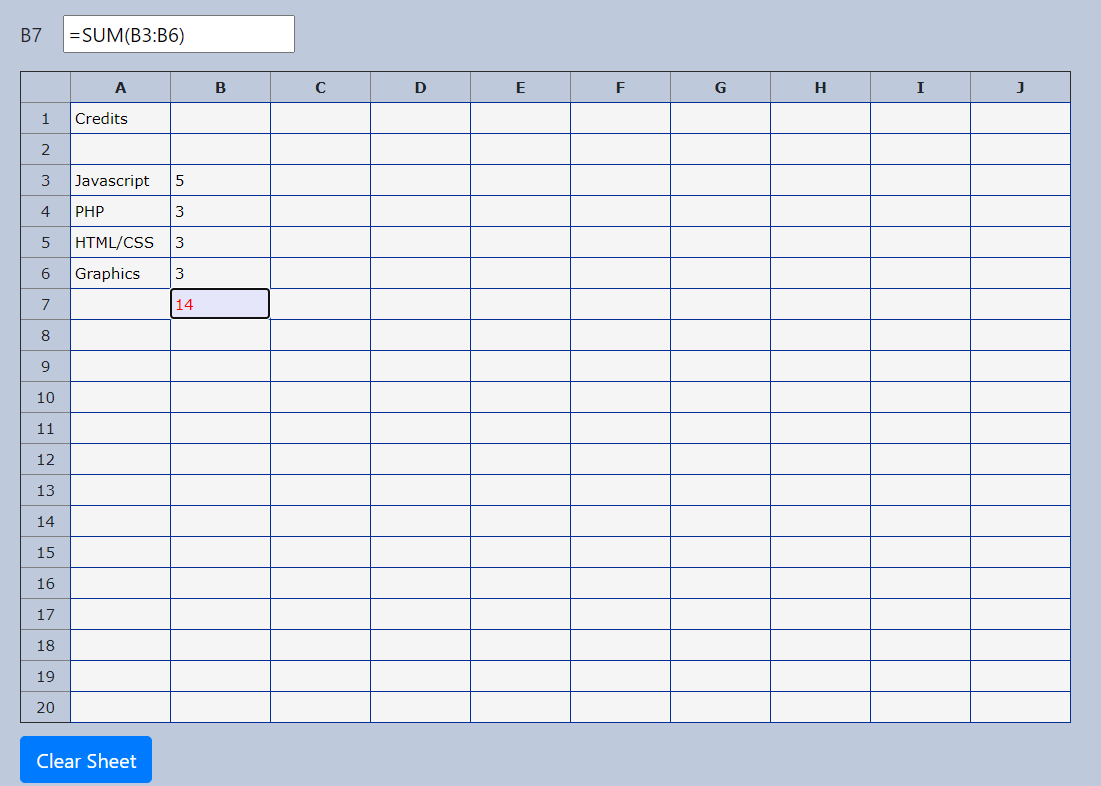 B7 =SUM(B3:B6)
A B C D E F G H I J
1 Credits
2
3 Javascript 5
4 PHP 3
5 HTML/CSS 3
6 Graphics 3
7 14
8
9
10
11
12
13
14
15
16
17
18
19
20
Clear Sheet